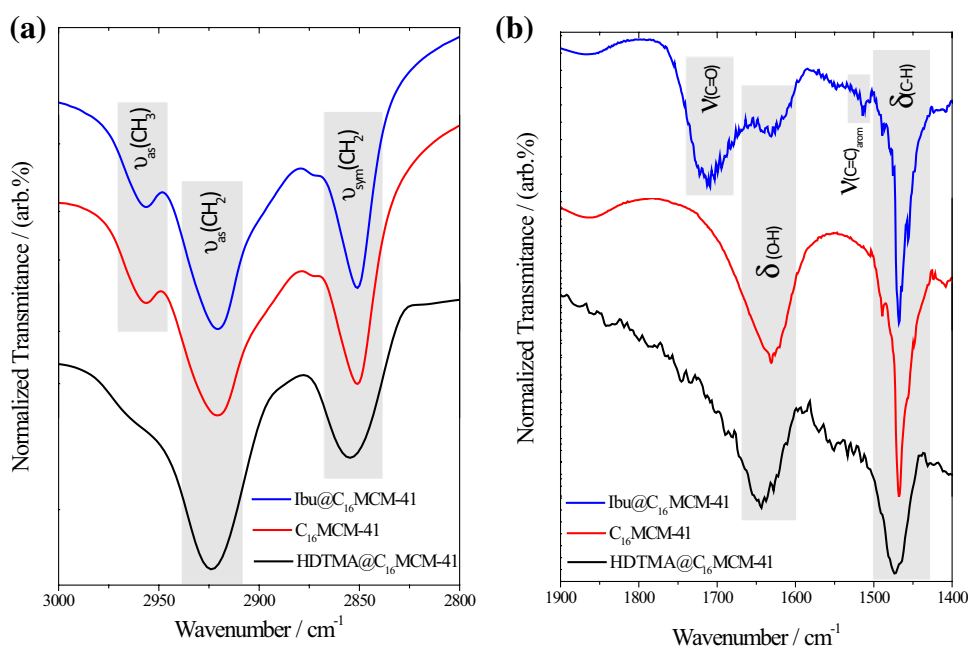 (a)
Normalized Transmitance / (arb.%)
υas(CH3)
υas(CH2)
υsym(CH2)
Ibu@C16MCM-41
C16MCM-41
HDTMA@C16MCM-41
3000 2950 2900 2850 2800
Wavenumber / cm-1
(b)
Normalized Transmitance / (arb.%)
ν(C=O)
δ(O-H)
ν(C=C)arom
δ(C-H)
Ibu@C16MCM-41
C16MCM-41
HDTMA@C16MCM-41
1900 1800 1700 1600 1500 1400
Wavenumber / cm-1